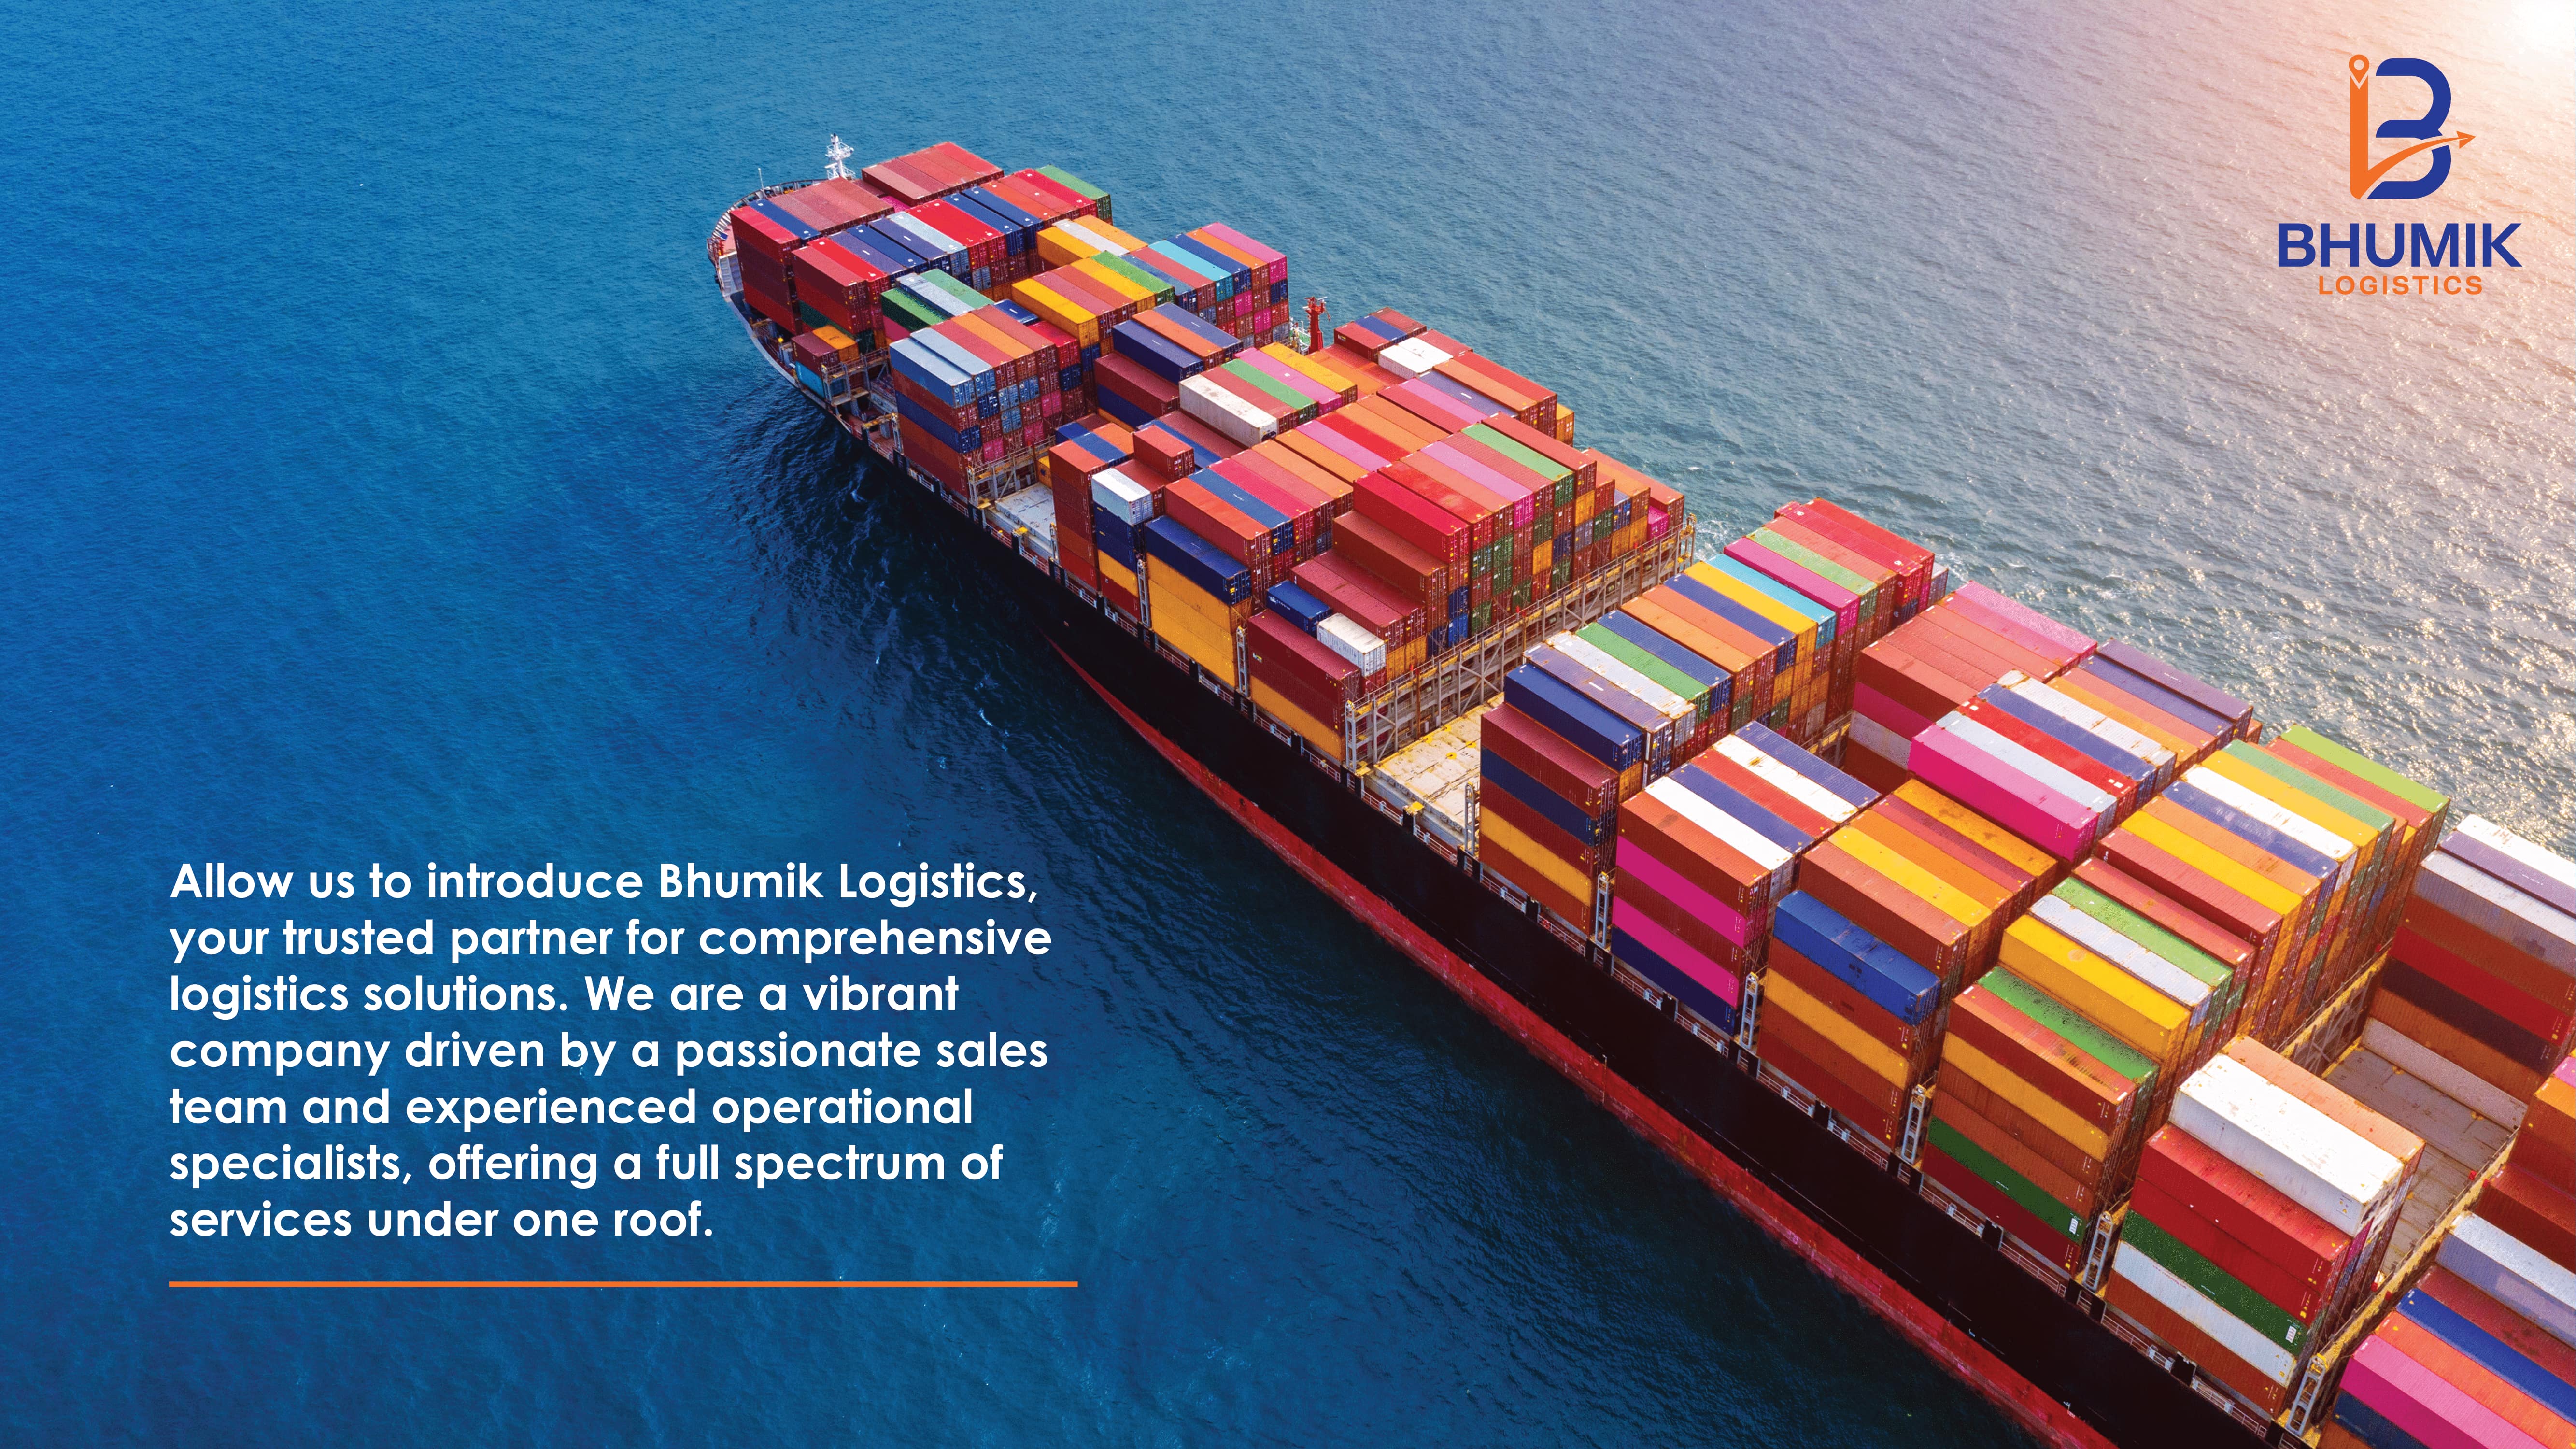 BHUMIK
LOGISTICS
Allow us to introduce Bhumik Logistics,
your trusted partner for comprehensive
logistics solutions. We are a vibrant
company driven by a passionate sales
team and experienced operational
specialists, offering a full spectrum of
services under one roof.